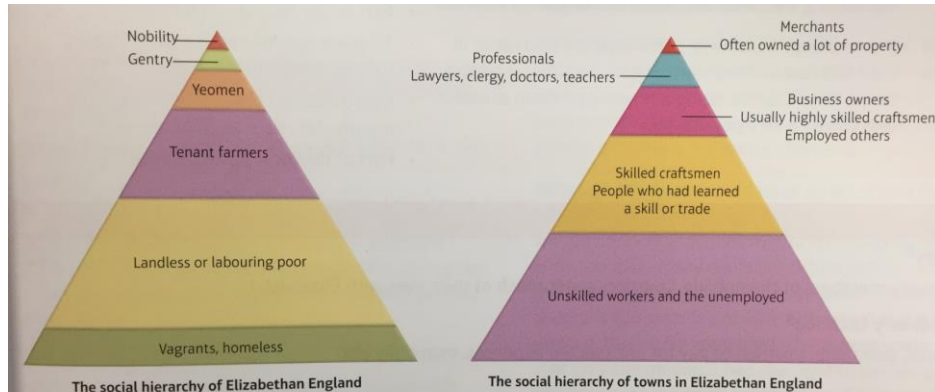 Nobility
Gentry
Yeomen
Tenant farmers
Landless or labouring poor
Vagrants, homeless
The social hierarchy of Elizabethan England
Merchants
Often owned a lot of property
Professionals
Lawyers, clergy, doctors, teachers
Business owners
Usually highly skilled craftsmen
Employed others
Skilled craftsmen
People who had learned
a skill or trade
Unskilled workers and the unemployed
The social hierarchy of towns in Elizabethan England